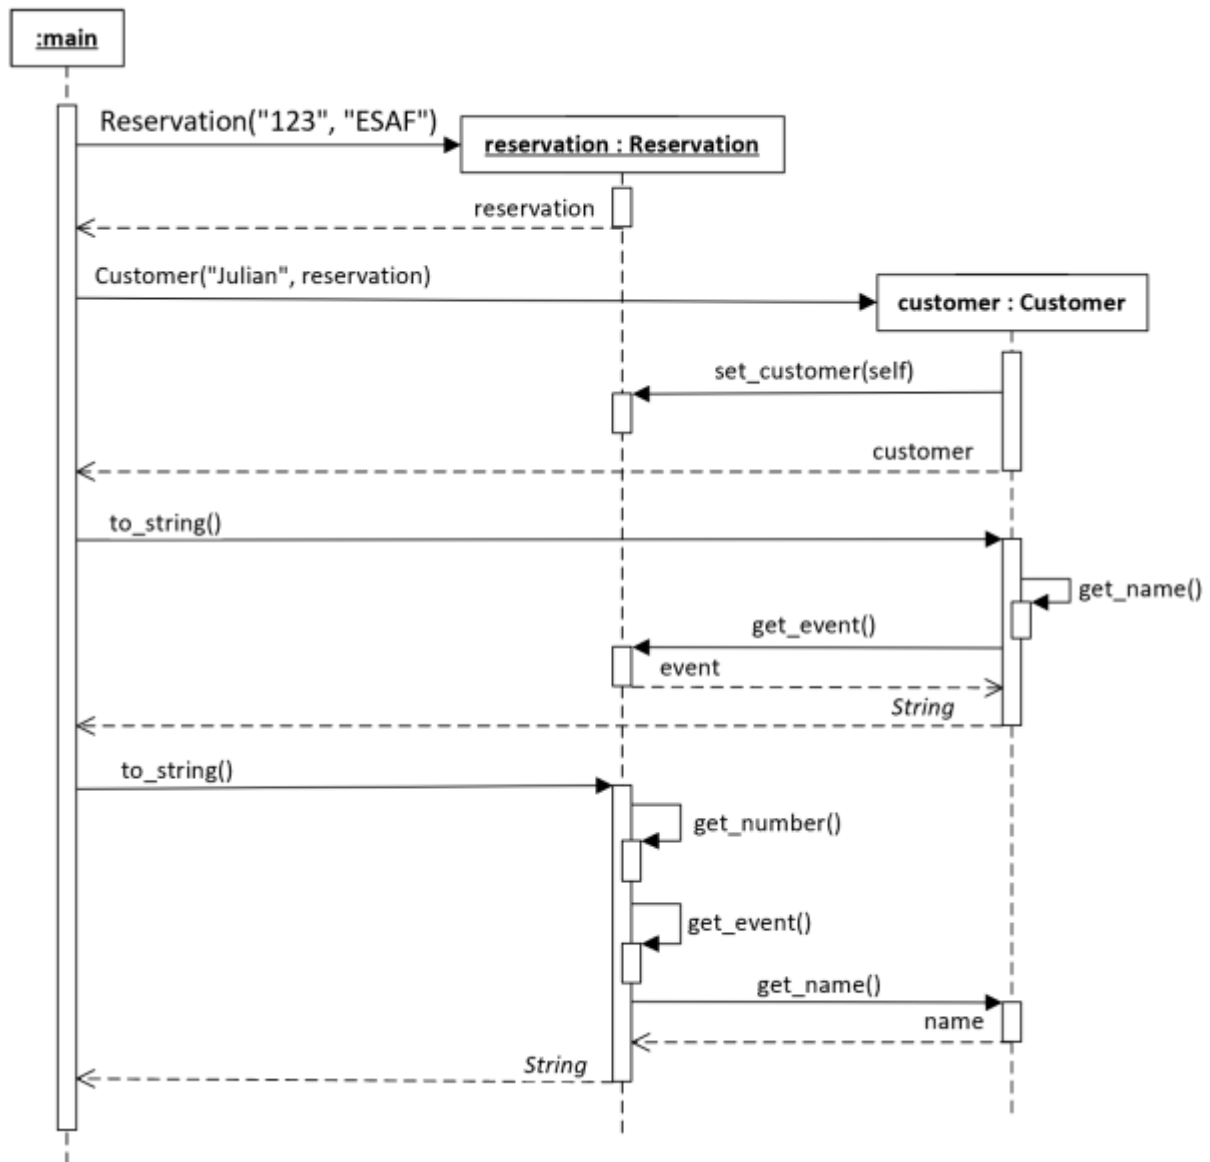 :main
Reservation("123", "ESAF")
reservation : Reservation
reservation
Customer("Julian", reservation)
customer : Customer
set_customer(self)
customer
to_string()
get_name()
get_event()
event
String
to_string()
get_number()
get_event()
get_name()
name
String